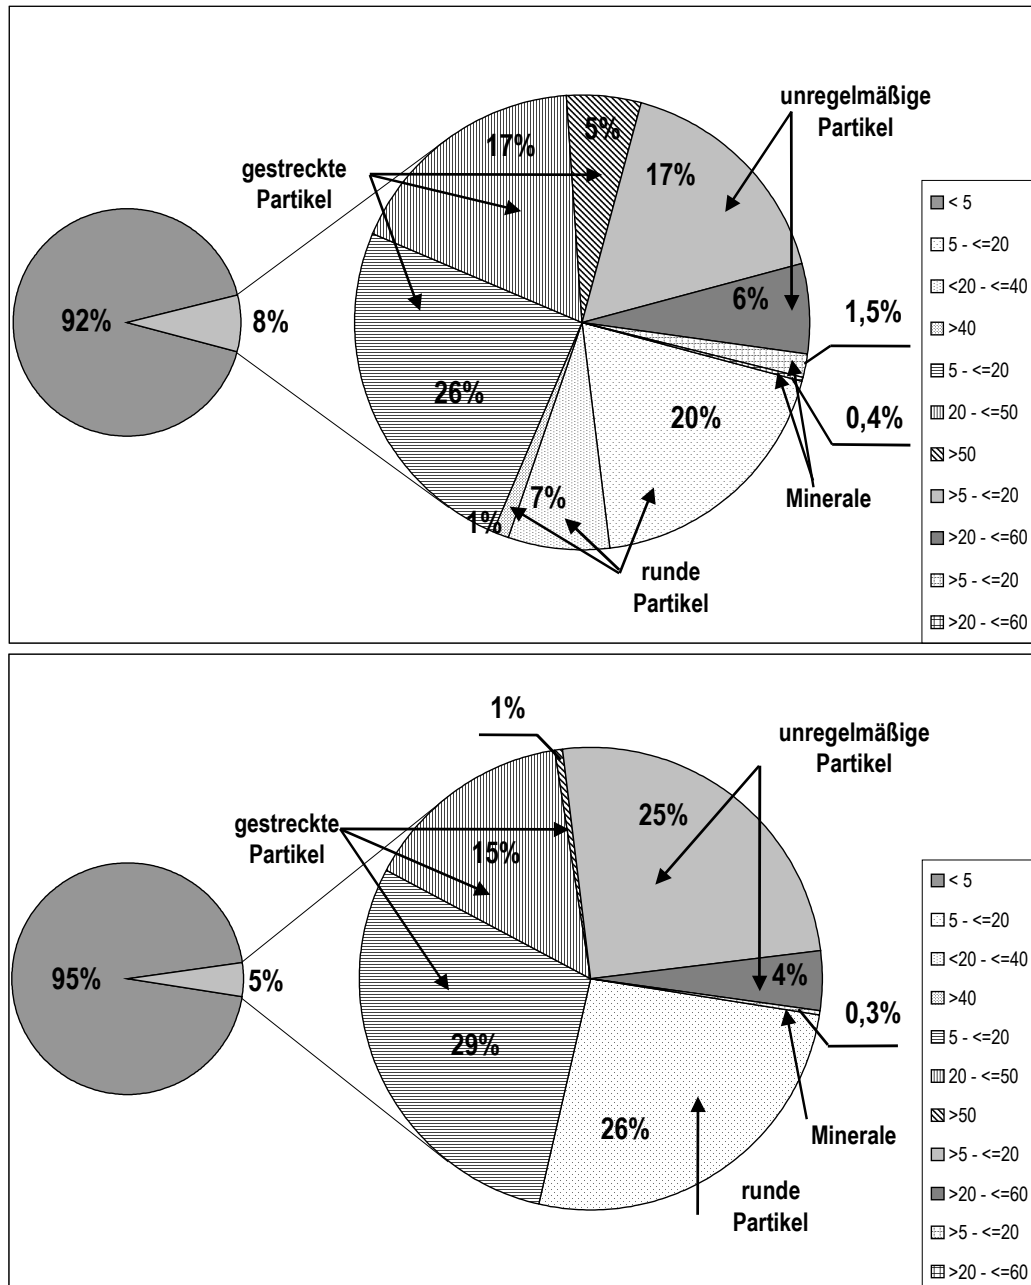 5%
unregelmäßige
Partikel
17%
17%
gestreckte
Partikel
92%
8%
6%
1,5%
26%
20%
0,4%
7%
1%
Minerale
runde
Partikel
< 5
5 - <=20
<20 - <=40
>40
5 - <=20
20 - <=50
>50
>5 - <=20
>20 - <=60
>5 - <=20
>20 - <=60
1%
unregelmäßige
Partikel
25%
gestreckte
Partikel
15%
95%
5%
4%
0,3%
29%
26%
Minerale
runde
Partikel
< 5
5 - <=20
<20 - <=40
>40
5 - <=20
20 - <=50
>50
>5 - <=20
>20 - <=60
>5 - <=20
>20 - <=60